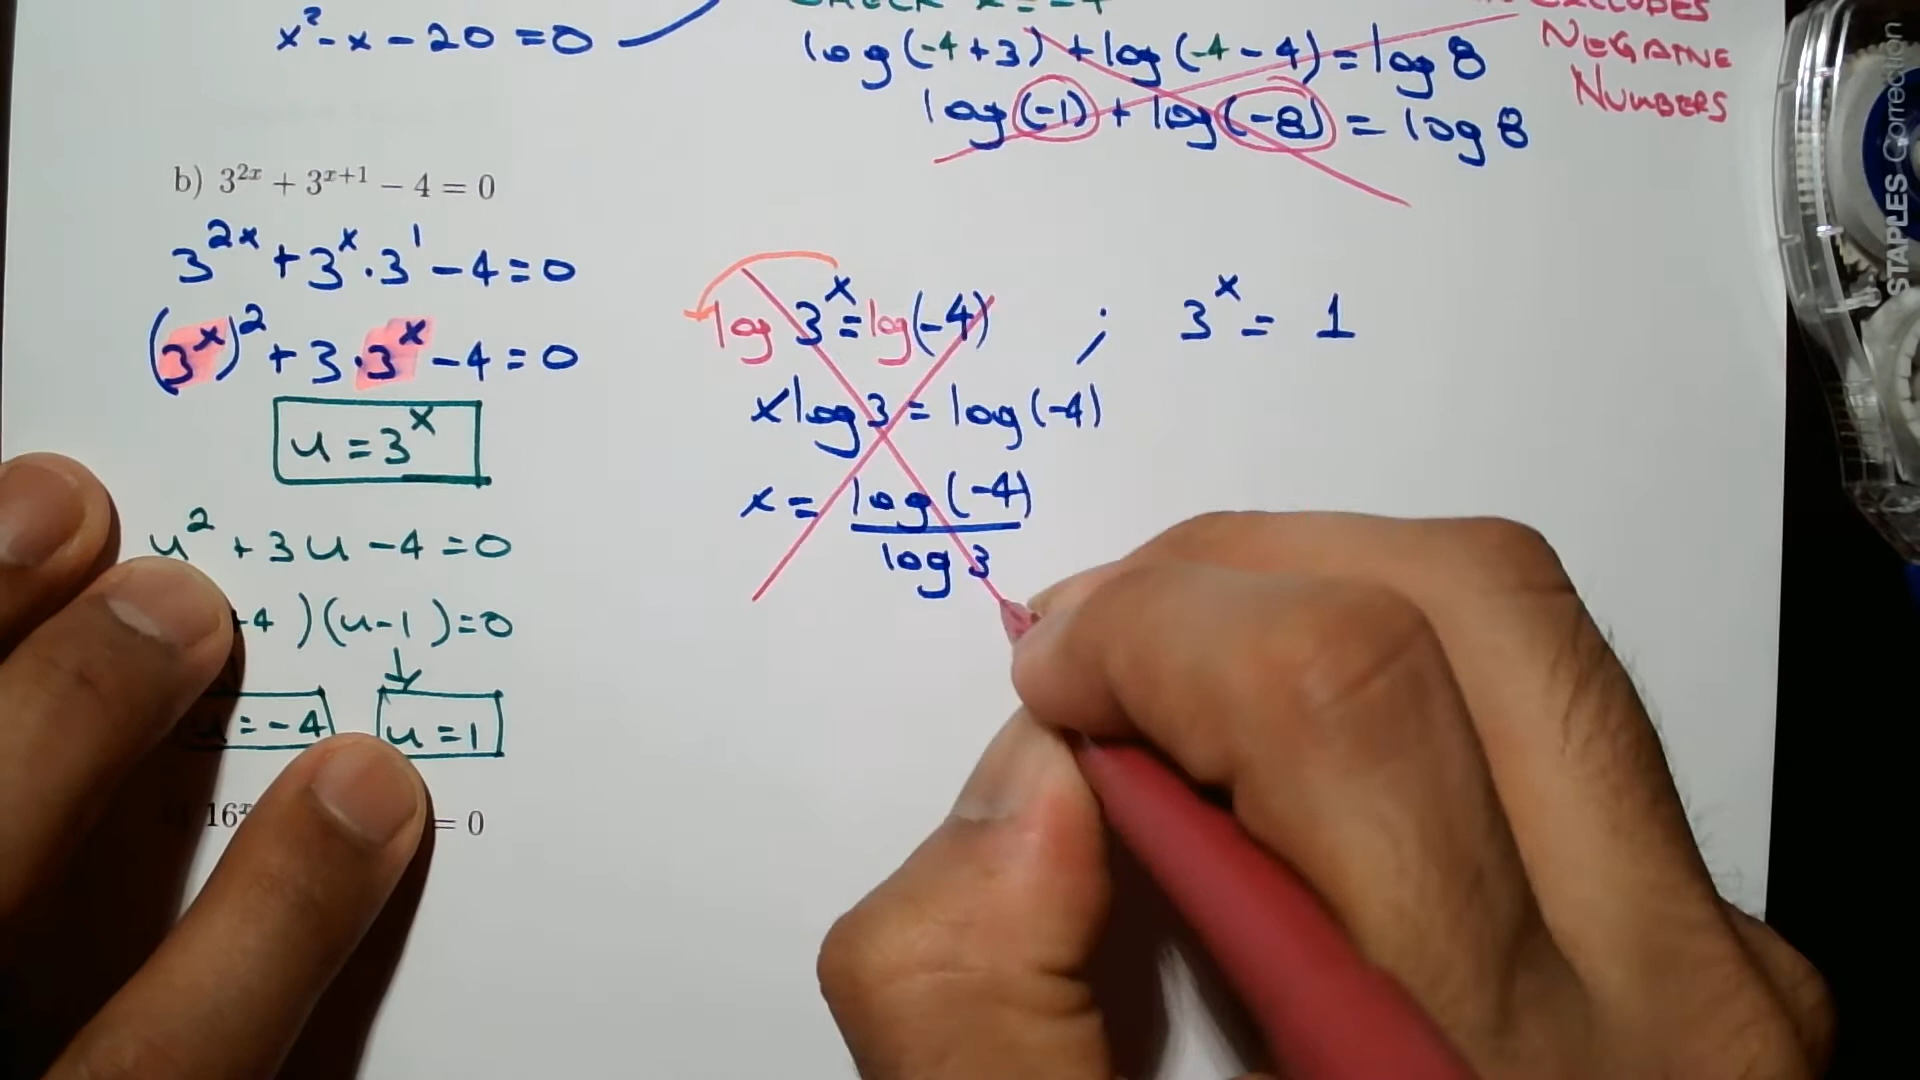 x² - x - 20 = 0
log(-4+3) + log(-4-4) = log 8
log(-1) + log(-8) = log 8
NEGATIVE
NUMBERS
b) 3^{2x} + 3^{x+1} − 4 = 0
3^{2x} + 3^x · 3^1 - 4 = 0
(3^x)^2 + 3 · 3^x - 4 = 0
u = 3^x
u² + 3u - 4 = 0
4)(u-1) = 0
u = -4
u = 1
16
= 0
log 3^x = log(-4) ; 3^x = 1
x log 3 = log(-4)
x = log(-4) / log 3
STAPLES Correction